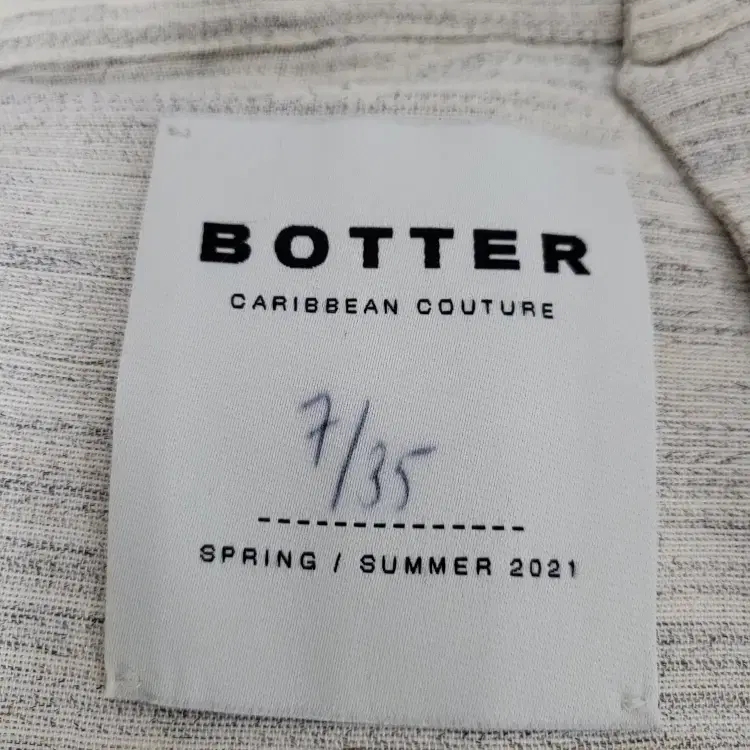 BOTTER
CARIBBEAN COUTURE
7/35
SPRING / SUMMER 2021